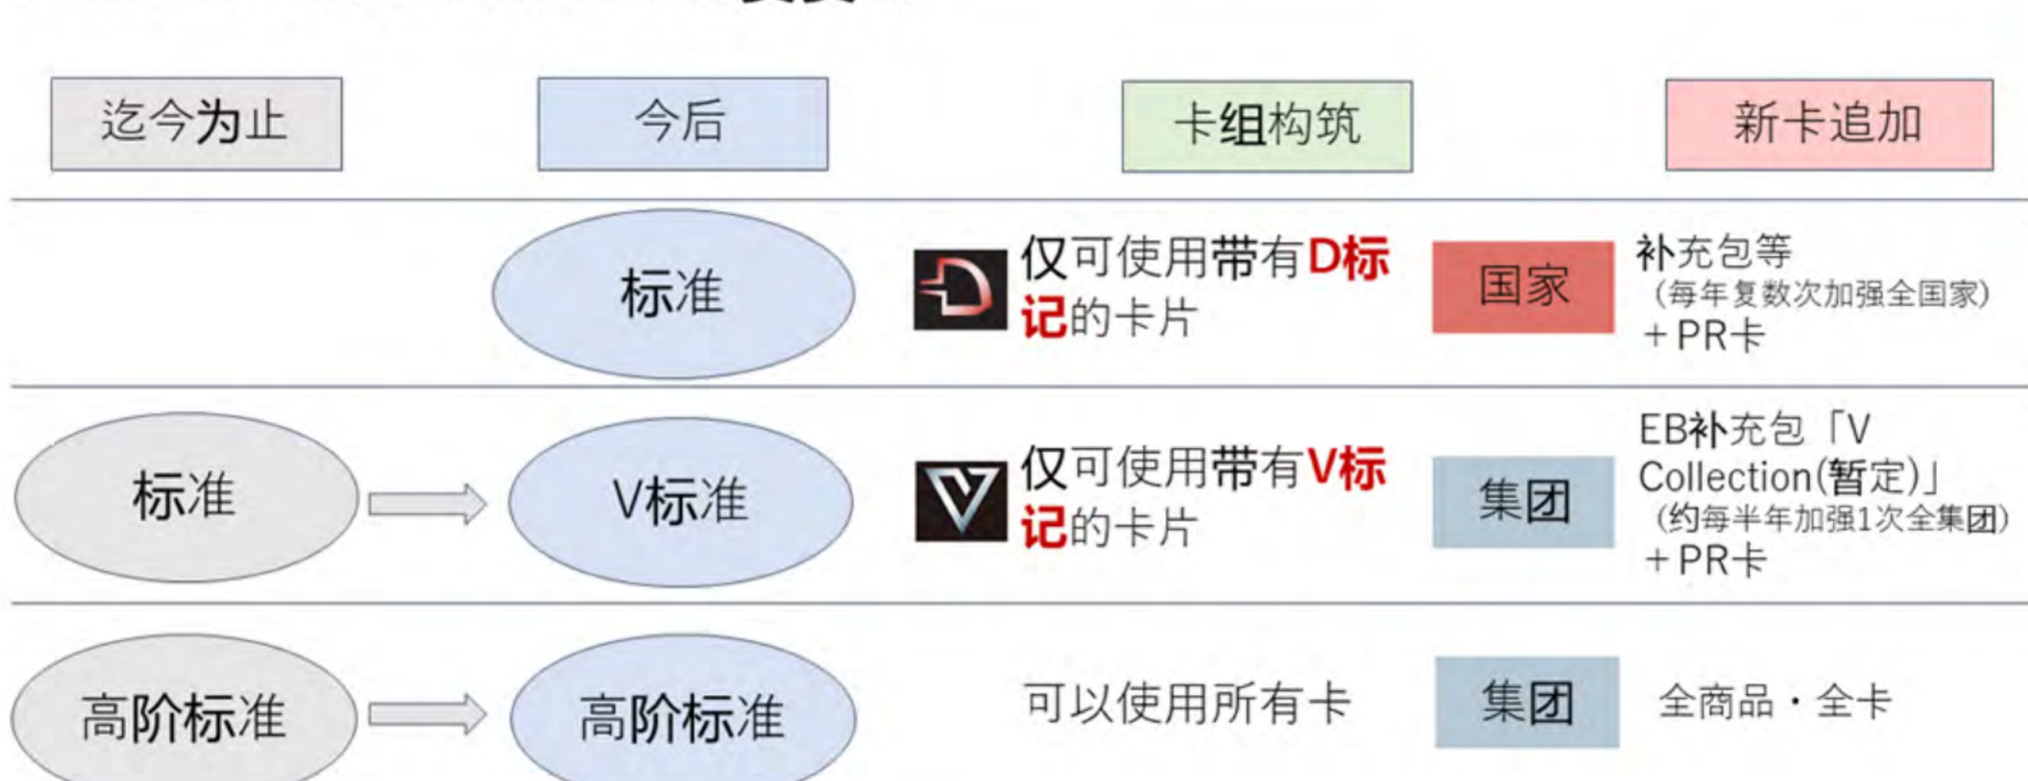 迄今为止
今后
卡组构筑
新卡追加
标准
仅可使用带有D标
记的卡片
国家
补充包等
（每年复数次加强全国家）
＋PR卡
标准
V标准
仅可使用带有V标
记的卡片
集团
EB补充包「V
Collection(暂定)」
（约每半年加强1次全集团）
＋PR卡
高阶标准
高阶标准
可以使用所有卡
集团
全商品・全卡